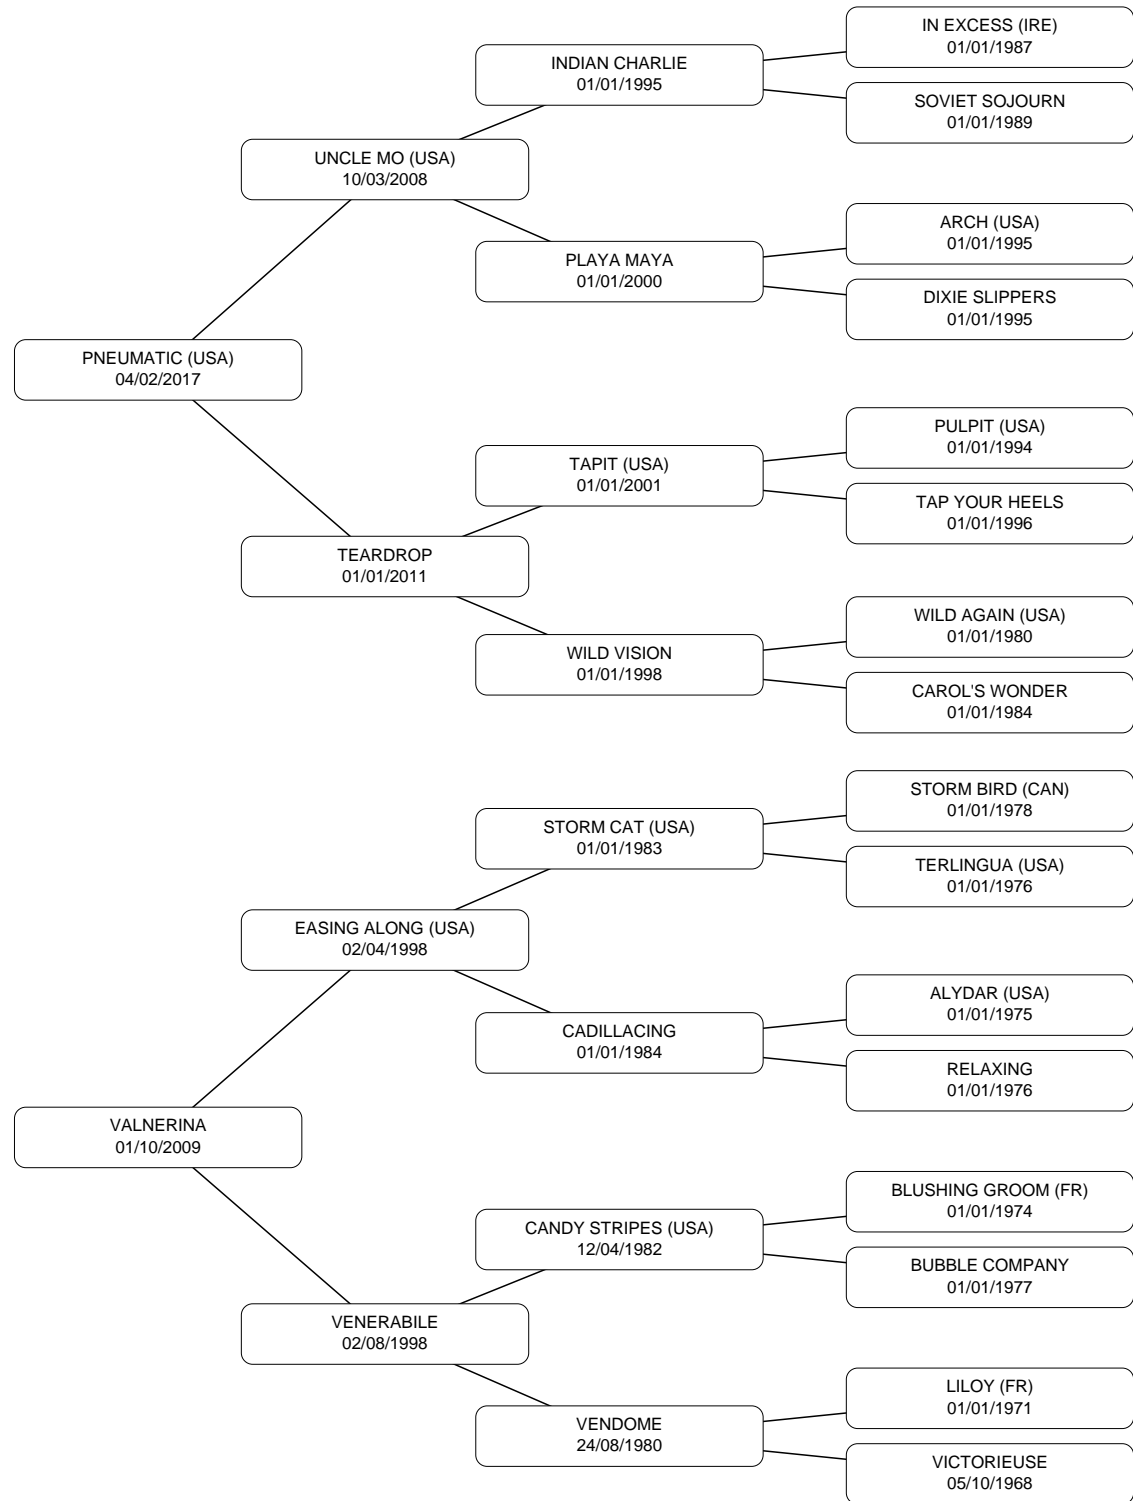 IN EXCESS (IRE)
01/01/1987
INDIAN CHARLIE
01/01/1995
SOVIET SOJOURN
01/01/1989
UNCLE MO (USA)
10/03/2008
ARCH (USA)
01/01/1995
PLAYA MAYA
01/01/2000
DIXIE SLIPPERS
01/01/1995
PNEUMATIC (USA)
04/02/2017
PULPIT (USA)
01/01/1994
TAPIT (USA)
01/01/2001
TAP YOUR HEELS
01/01/1996
TEARDROP
01/01/2011
WILD AGAIN (USA)
01/01/1980
WILD VISION
01/01/1998
CAROL'S WONDER
01/01/1984
STORM BIRD (CAN)
01/01/1978
STORM CAT (USA)
01/01/1983
TERLINGUA (USA)
01/01/1976
EASING ALONG (USA)
02/04/1998
ALYDAR (USA)
01/01/1975
CADILLACING
01/01/1984
RELAXING
01/01/1976
VALNERINA
01/10/2009
BLUSHING GROOM (FR)
01/01/1974
CANDY STRIPES (USA)
12/04/1982
BUBBLE COMPANY
01/01/1977
VENERABILE
02/08/1998
LILOY (FR)
01/01/1971
VENDOME
24/08/1980
VICTORIEUSE
05/10/1968